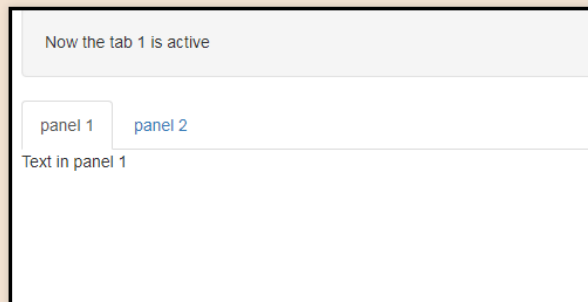 Now the tab 1 is active
panel 1 panel 2
Text in panel 1